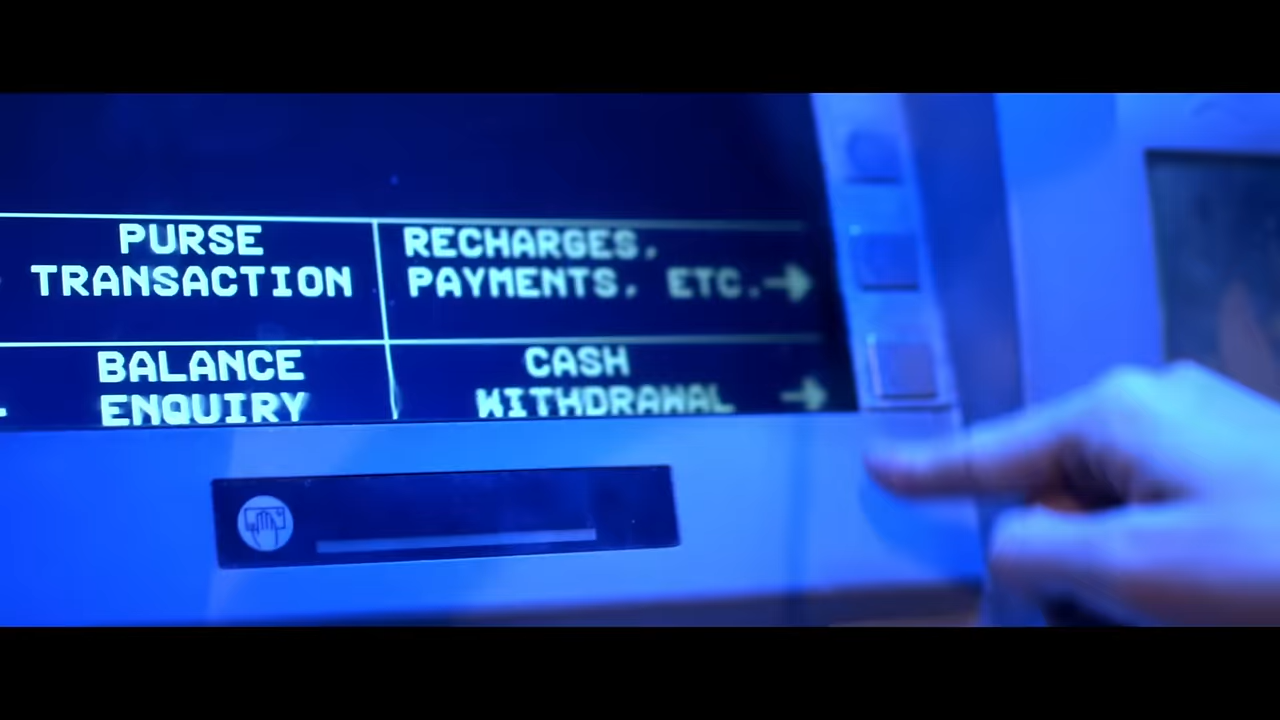 PURSE
TRANSACTION
RECHARGES,
PAYMENTS, ETC.
BALANCE
ENQUIRY
CASH
WITHDRAWAL